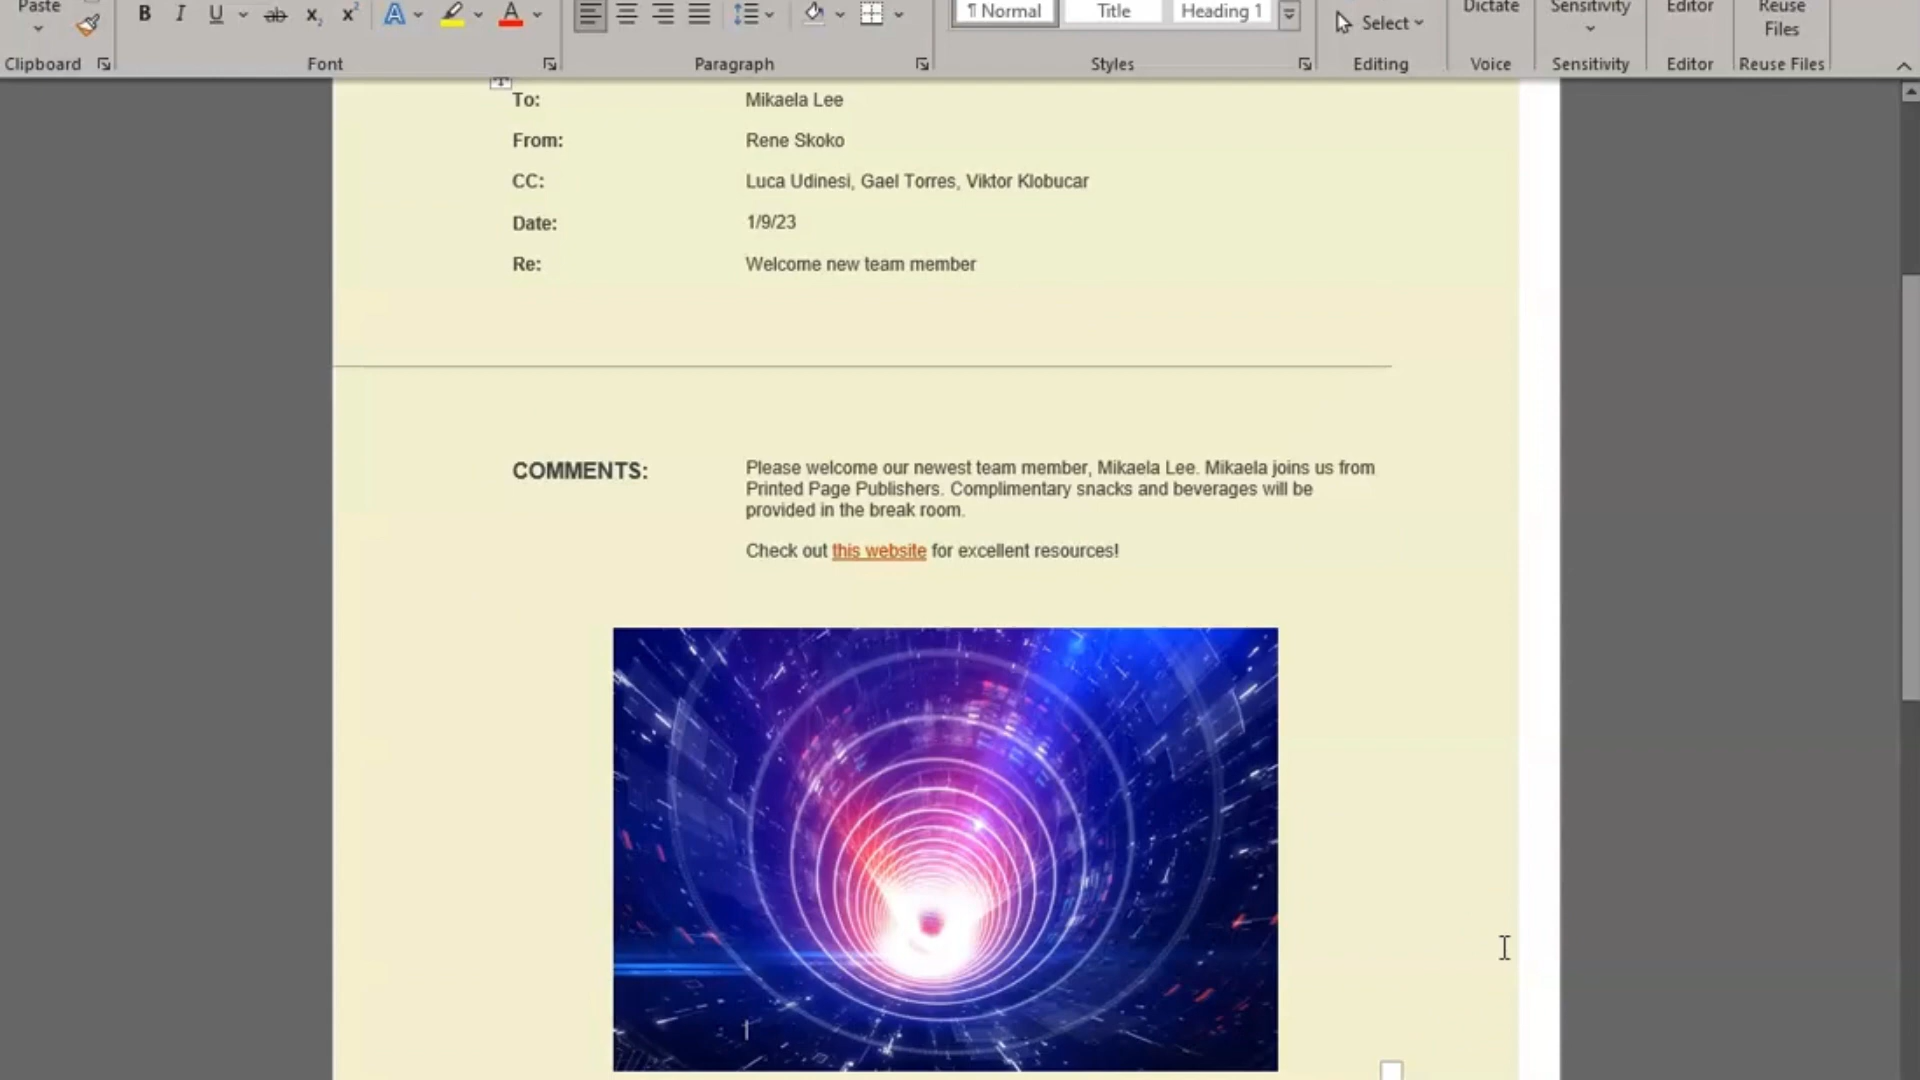 Paste
B I U ab x₂ x² A A
Normal Title Heading 1
Select
Dictate Sensitivity Editor Reuse
Files
Clipboard Font Paragraph Styles Editing Voice Sensitivity Editor Reuse Files
To: Mikaela Lee
From: Rene Skoko
CC: Luca Udinesi, Gael Torres, Viktor Klobucar
Date: 1/9/23
Re: Welcome new team member
COMMENTS: Please welcome our newest team member, Mikaela Lee. Mikaela joins us from
Printed Page Publishers. Complimentary snacks and beverages will be
provided in the break room.
Check out this website for excellent resources!